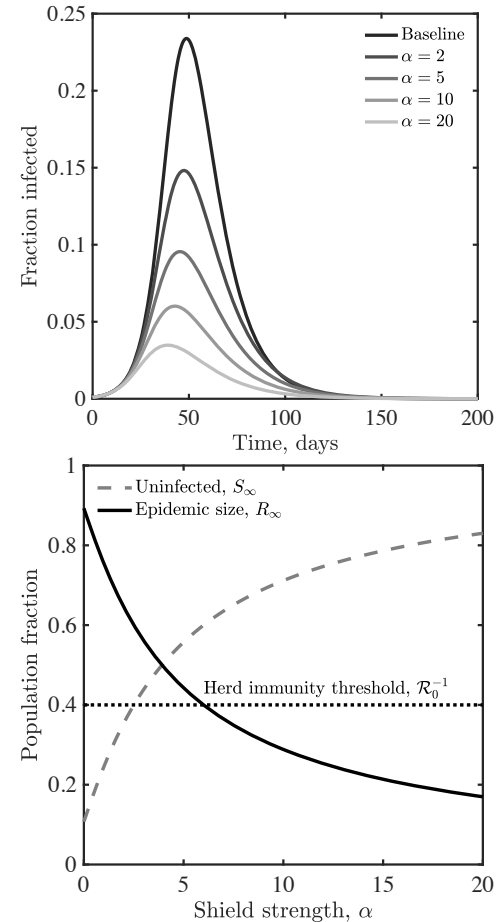 0.25
0.2
0.15
0.1
0.05
0
Fraction infected
Baseline
α = 2
α = 5
α = 10
α = 20
0 50 100 150 200
Time, days
1
0.8
0.6
0.4
0.2
0
Population fraction
Uninfected, S∞
Epidemic size, R∞
Herd immunity threshold, ℛ₀⁻¹
0 5 10 15 20
Shield strength, α